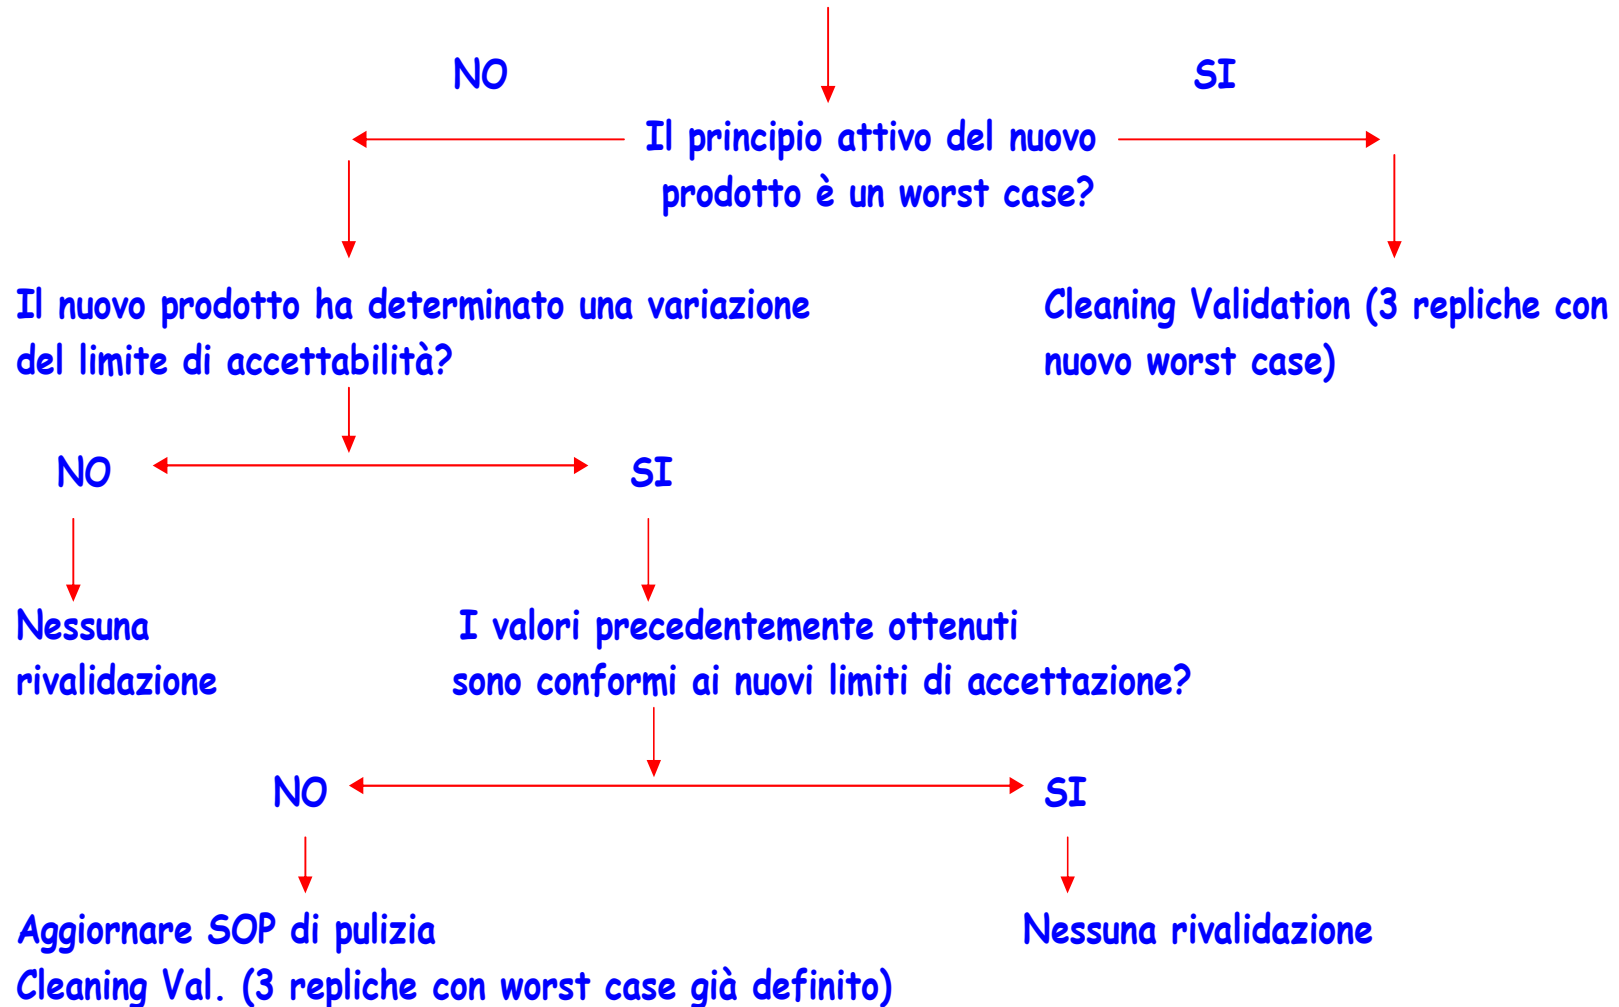 NO
SI
Il principio attivo del nuovo
prodotto è un worst case?
Il nuovo prodotto ha determinato una variazione
del limite di accettabilità?
Cleaning Validation (3 repliche con
nuovo worst case)
NO
SI
Nessuna
rivalidazione
I valori precedentemente ottenuti
sono conformi ai nuovi limiti di accettazione?
NO
SI
Aggiornare SOP di pulizia
Cleaning Val. (3 repliche con worst case già definito)
Nessuna rivalidazione